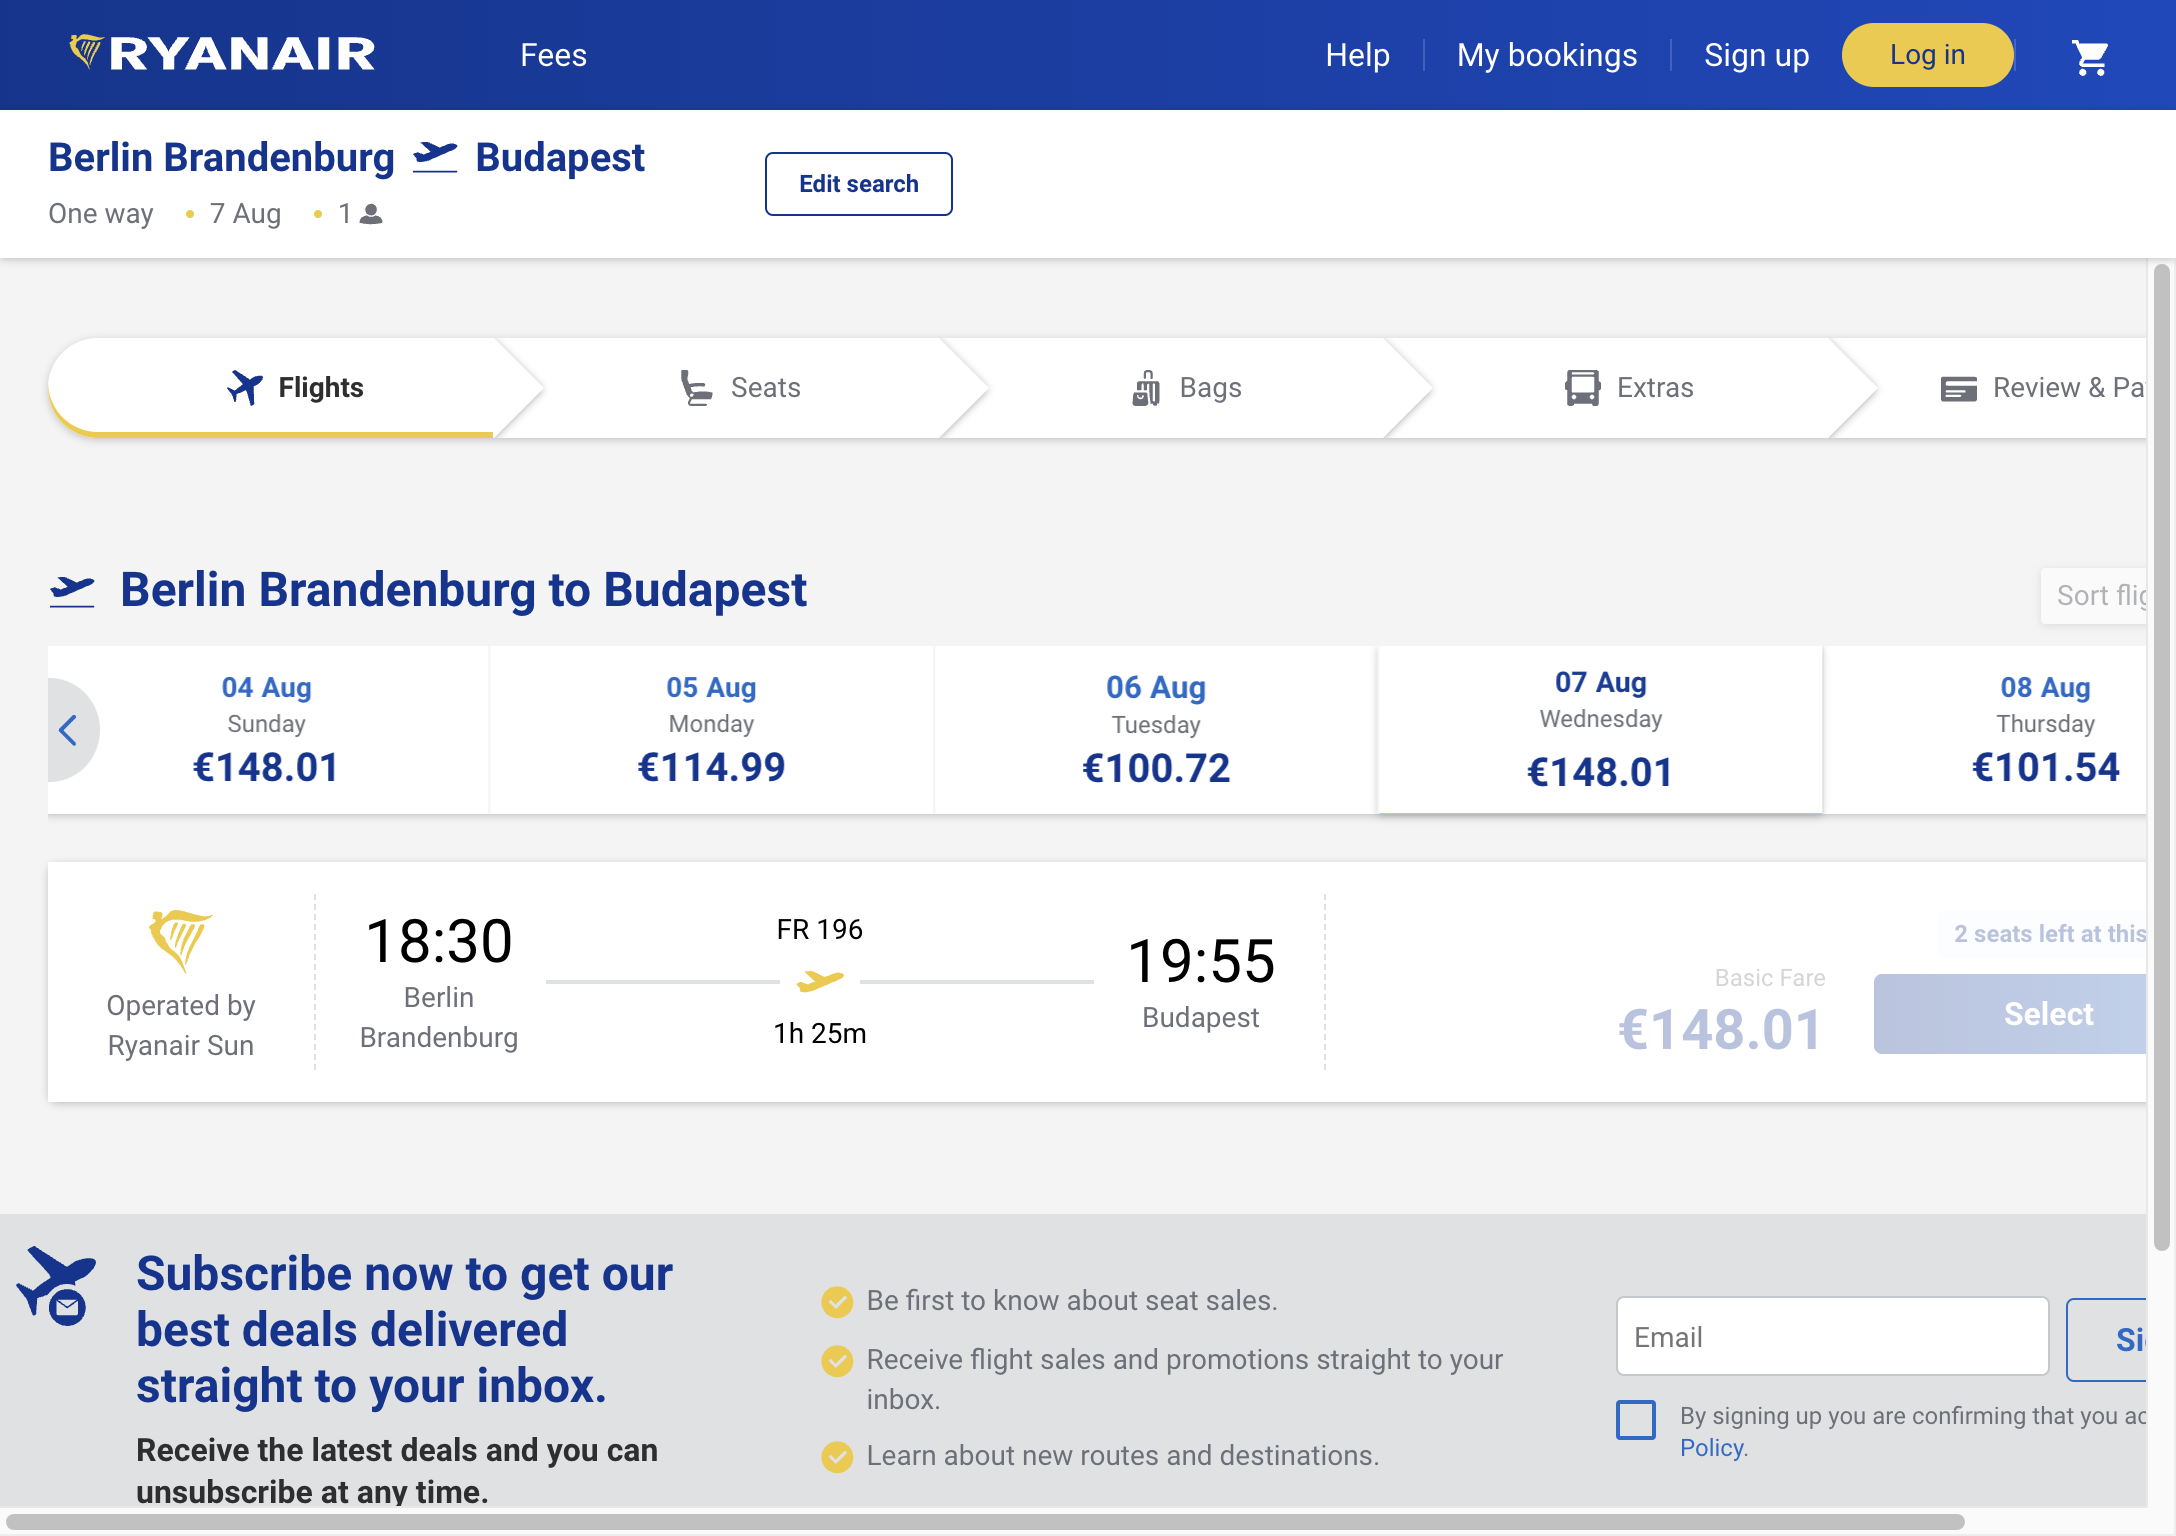 RYANAIR
Fees
Help
My bookings
Sign up
Log in
Berlin Brandenburg
Budapest
One way • 7 Aug • 1
Edit search
Flights
Seats
Bags
Extras
Review & Pa
Berlin Brandenburg to Budapest
Sort flig
04 Aug
Sunday
€148.01
05 Aug
Monday
€114.99
06 Aug
Tuesday
€100.72
07 Aug
Wednesday
€148.01
08 Aug
Thursday
€101.54
Operated by
Ryanair Sun
18:30
Berlin
Brandenburg
FR 196
1h 25m
19:55
Budapest
2 seats left at this
Basic Fare
€148.01
Select
Subscribe now to get our
best deals delivered
straight to your inbox.
Receive the latest deals and you can
unsubscribe at any time.
Be first to know about seat sales.
Receive flight sales and promotions straight to your
inbox.
Learn about new routes and destinations.
Email
Si
By signing up you are confirming that you ac
Policy.